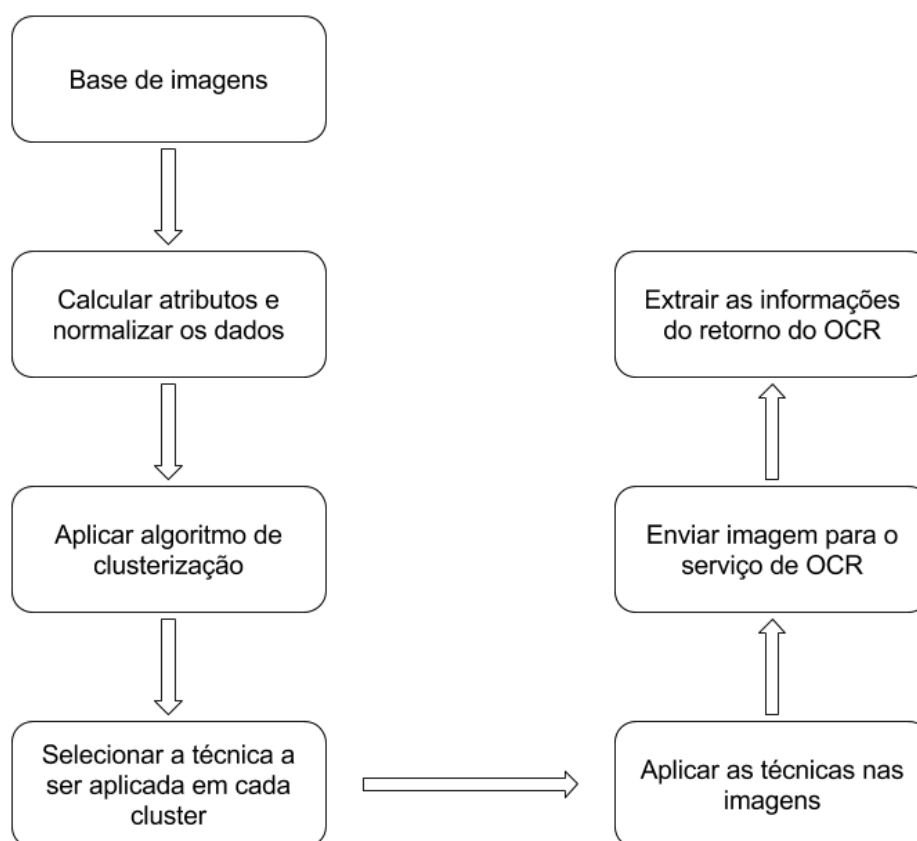 Base de imagens
Calcular atributos e
normalizar os dados
Aplicar algoritmo de
clusterização
Selecionar a técnica a
ser aplicada em cada
cluster
Aplicar as técnicas nas
imagens
Enviar imagem para o
serviço de OCR
Extrair as informações
do retorno do OCR